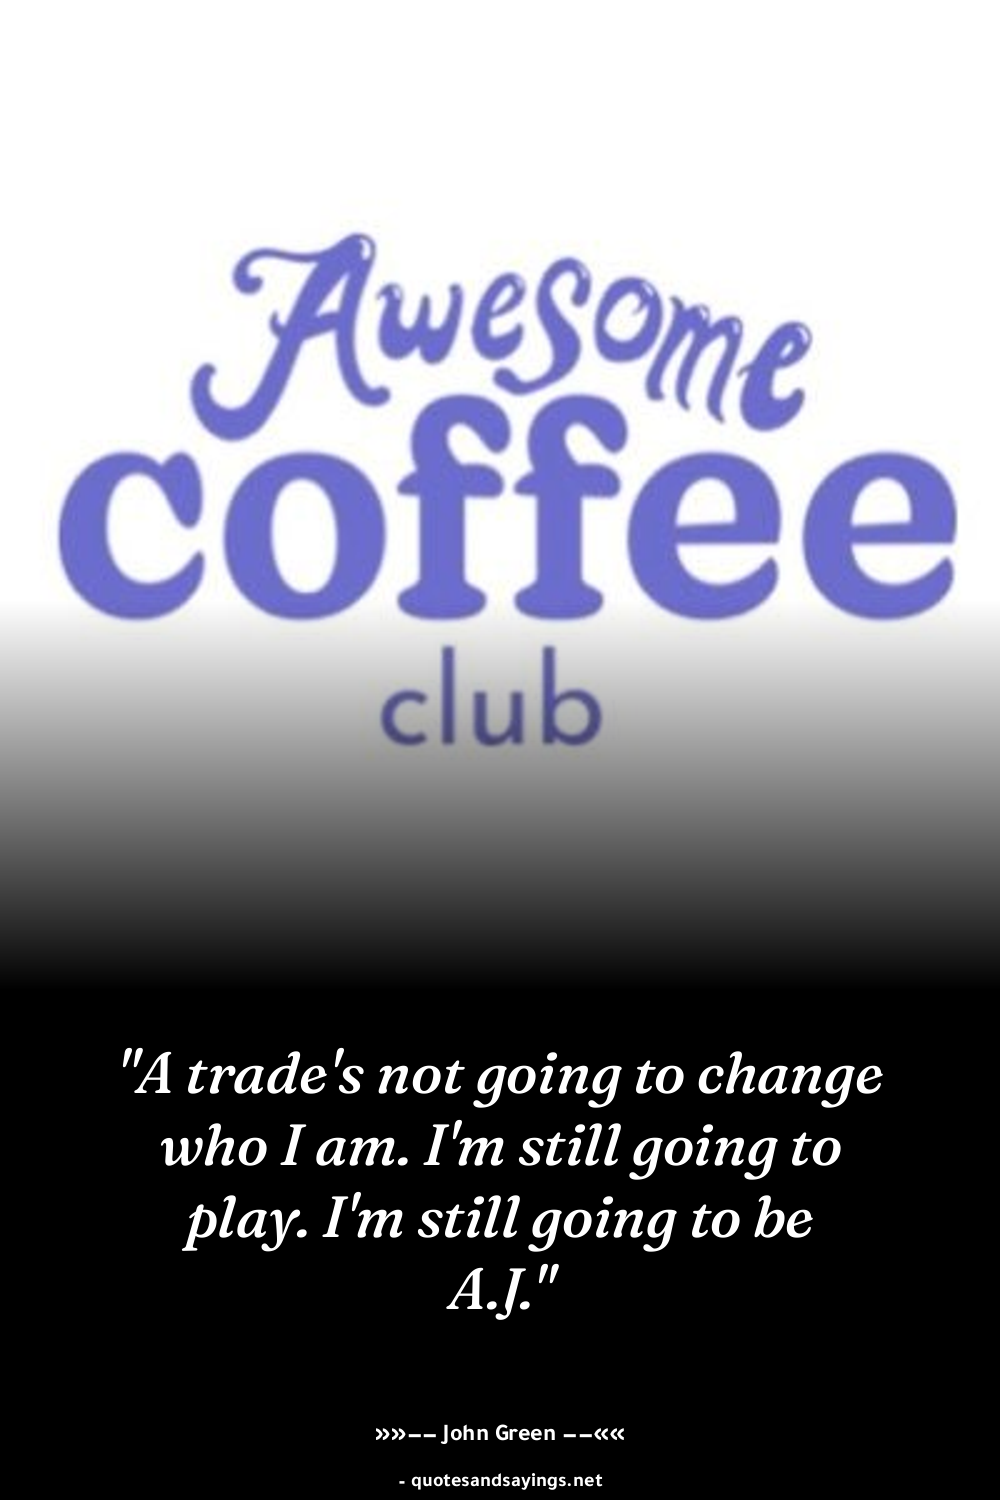 Awesome
coffee
club
"A trade's not going to change
who I am. I'm still going to
play. I'm still going to be
A.J."
»»–– John Green ––««
- quotesandsayings.net